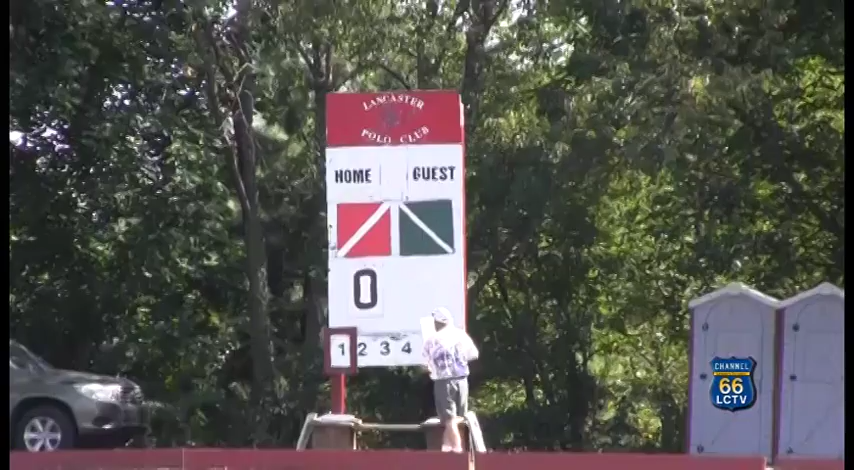 LANCASTER
POLO CLUB
HOME GUEST
0
1 2 3 4
CHANNEL
66
LCTV